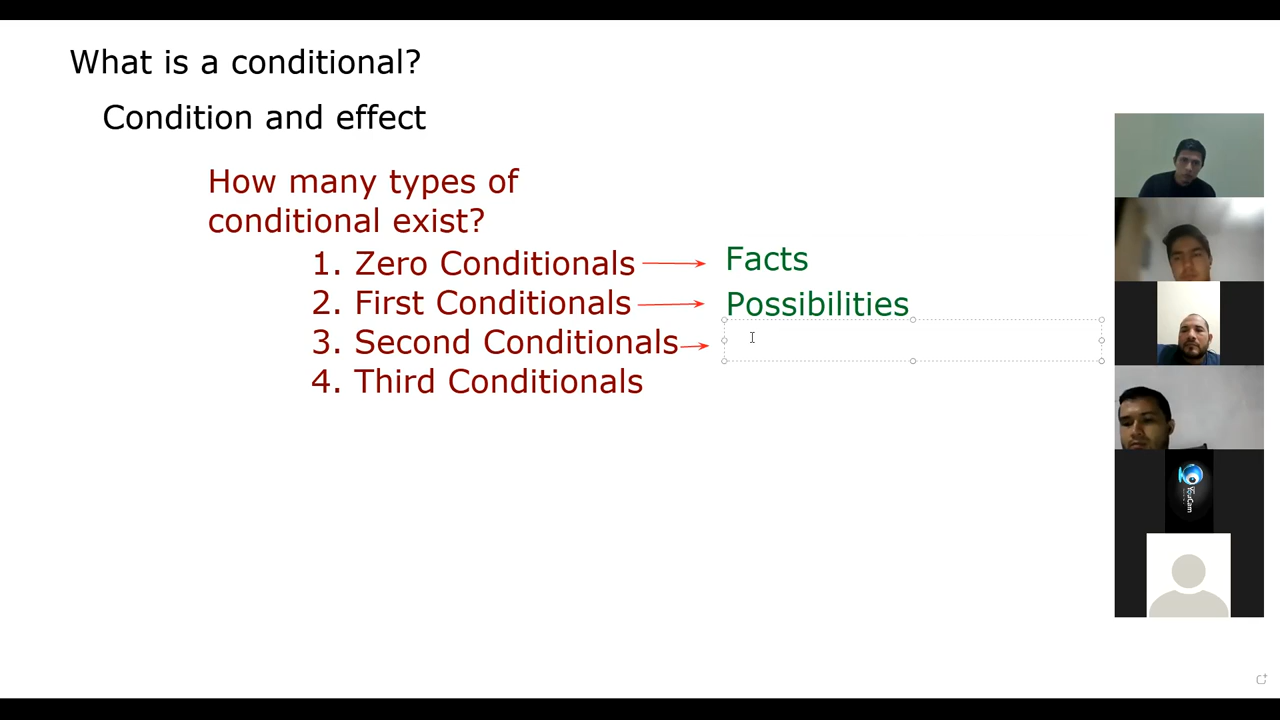 What is a conditional?
Condition and effect
How many types of
conditional exist?
1. Zero Conditionals
Facts
2. First Conditionals
Possibilities
3. Second Conditionals
4. Third Conditionals